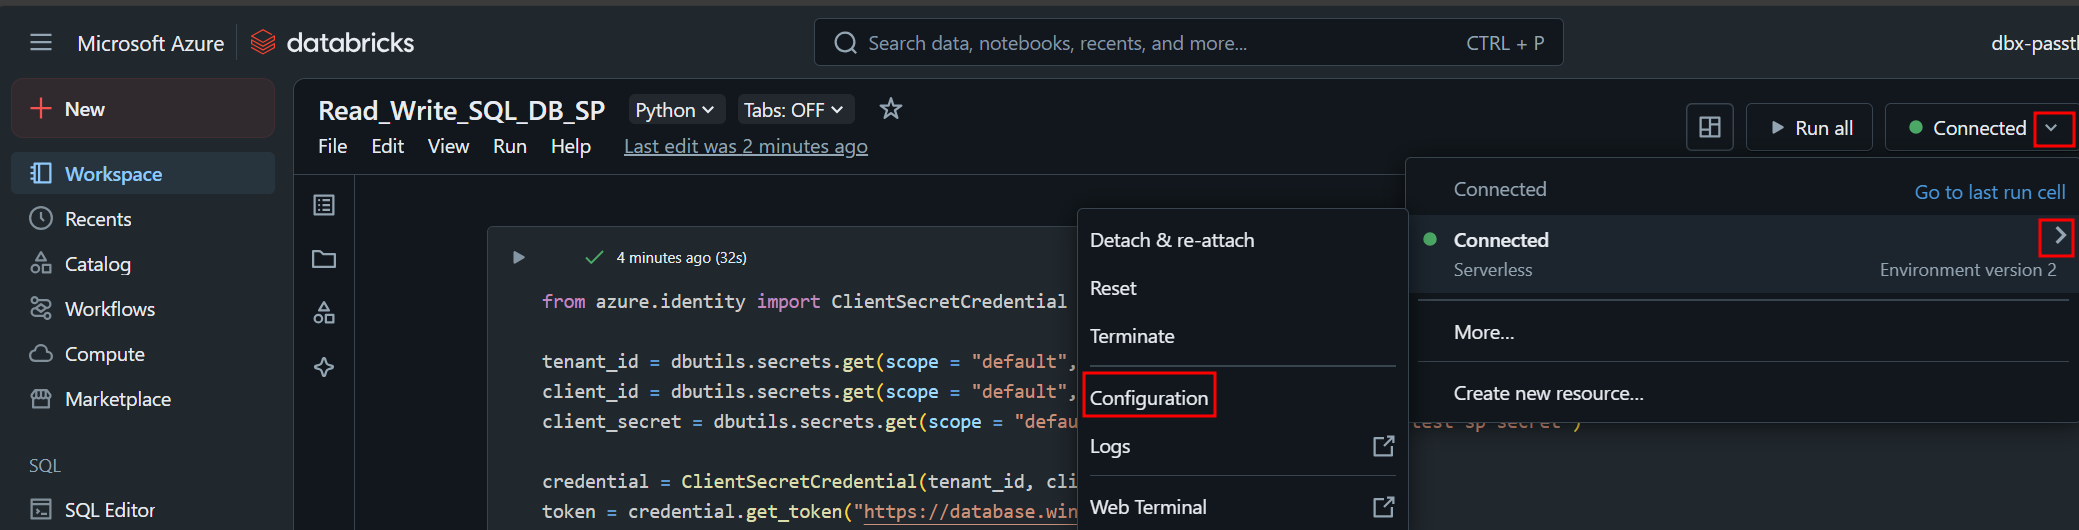 Microsoft Azure
databricks
Search data, notebooks, recents, and more...
CTRL + P
New
Workspace
Recents
Catalog
Workflows
Compute
Marketplace
SQL
SQL Editor
Read_Write_SQL_DB_SP
Python
Tabs: OFF
File Edit View Run Help Last edit was 2 minutes ago
Run all
Connected
4 minutes ago (32s)
from azure.identity import ClientSecretCredential
tenant_id = dbutils.secrets.get(scope = "default",
client_id = dbutils.secrets.get(scope = "default",
client_secret = dbutils.secrets.get(scope = "defau
credential = ClientSecretCredential(tenant_id, cli
token = credential.get_token("https://database.win
Detach & re-attach
Reset
Terminate
Configuration
Logs
Web Terminal
Connected
Go to last run cell
Connected
Serverless
Environment version 2
More...
Create new resource...